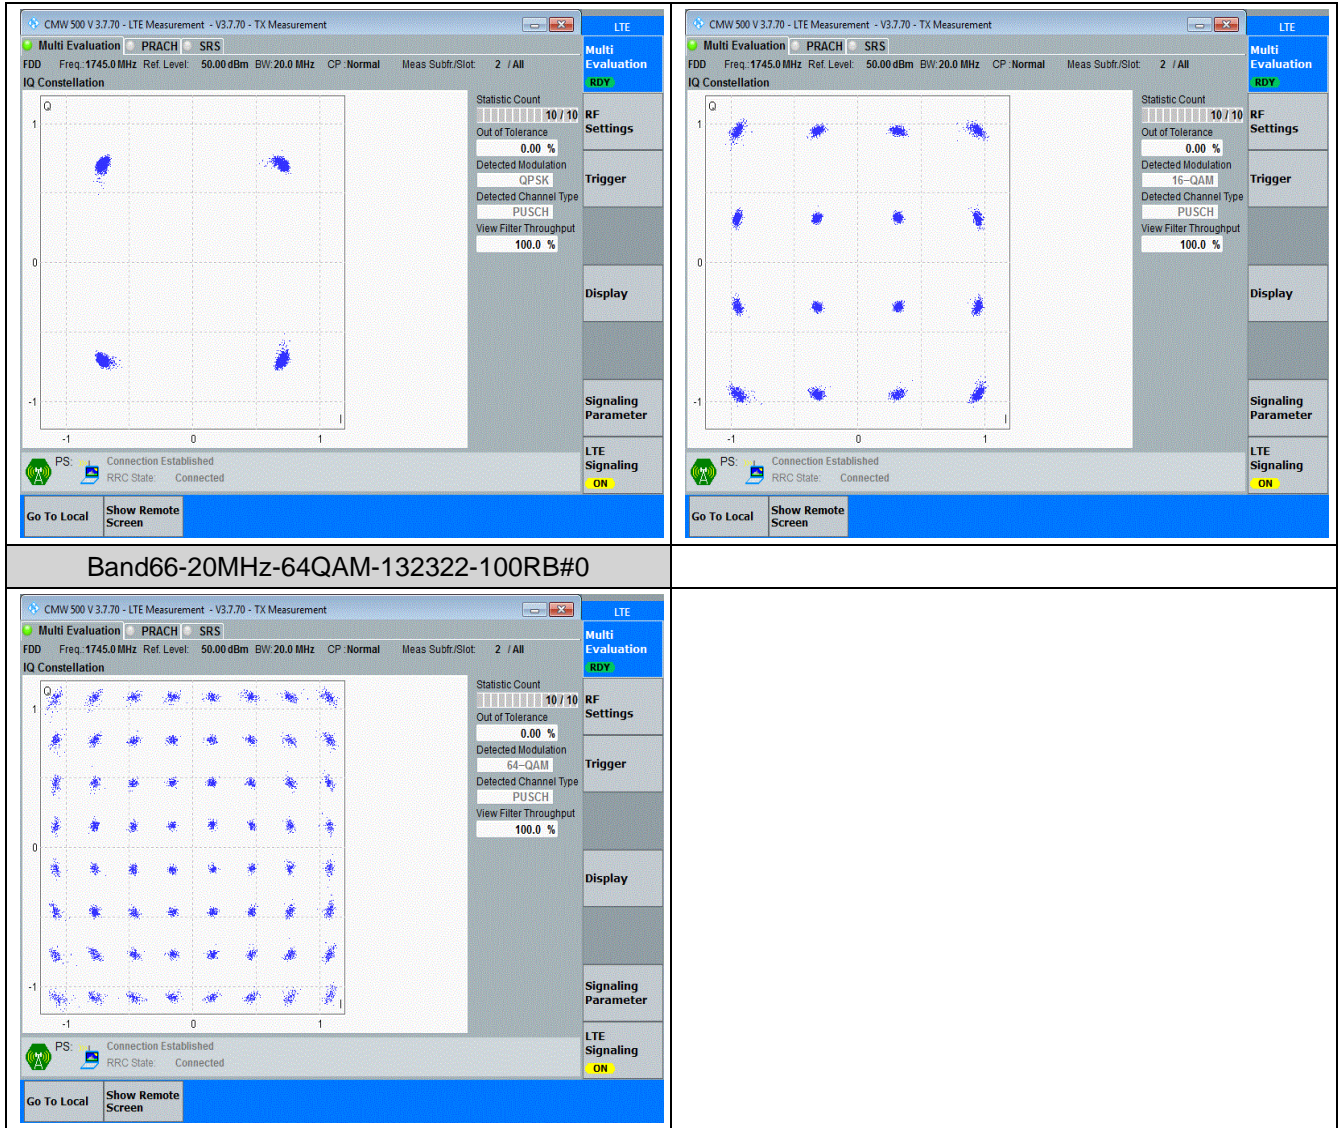 CMW 500 V 3.7.70 - LTE Measurement - V3.7.70 - TX Measurement
LTE
Multi Evaluation PRACH SRS
Multi Evaluation
RDY
FDD Freq.:1745.0 MHz Ref. Level: 50.00 dBm BW:20.0 MHz CP :Normal Meas Subfr./Slot: 2 / All
IQ Constellation
Q
1
0
-1
-1 0 1
I
Statistic Count
10 / 10
Out of Tolerance
0.00 %
Detected Modulation
QPSK
Detected Channel Type
PUSCH
View Filter Throughput
100.0 %
RF
Settings
Trigger
Display
Signaling
Parameter
LTE
Signaling
ON
PS: Connection Established
RRC State: Connected
Go To Local
Show Remote
Screen
CMW 500 V 3.7.70 - LTE Measurement - V3.7.70 - TX Measurement
LTE
Multi Evaluation PRACH SRS
Multi
Evaluation
RDY
FDD Freq.:1745.0 MHz Ref. Level: 50.00 dBm BW:20.0 MHz CP :Normal Meas Subfr./Slot: 2 / All
IQ Constellation
Q
1
0
-1
-1 0 1
I
Statistic Count
10 / 10
Out of Tolerance
0.00 %
Detected Modulation
16-QAM
Detected Channel Type
PUSCH
View Filter Throughput
100.0 %
RF
Settings
Trigger
Display
Signaling
Parameter
LTE
Signaling
ON
PS: Connection Established
RRC State: Connected
Go To Local
Show Remote
Screen
Band66-20MHz-64QAM-132322-100RB#0
CMW 500 V 3.7.70 - LTE Measurement - V3.7.70 - TX Measurement
LTE
Multi Evaluation PRACH SRS
Multi
Evaluation
RDY
FDD Freq.:1745.0 MHz Ref. Level: 50.00 dBm BW:20.0 MHz CP :Normal Meas Subfr./Slot: 2 / All
IQ Constellation
Q
1
0
-1
-1 0 1
I
Statistic Count
10 / 10
Out of Tolerance
0.00 %
Detected Modulation
64-QAM
Detected Channel Type
PUSCH
View Filter Throughput
100.0 %
RF
Settings
Trigger
Display
Signaling
Parameter
LTE
Signaling
ON
PS: Connection Established
RRC State: Connected
Go To Local
Show Remote
Screen